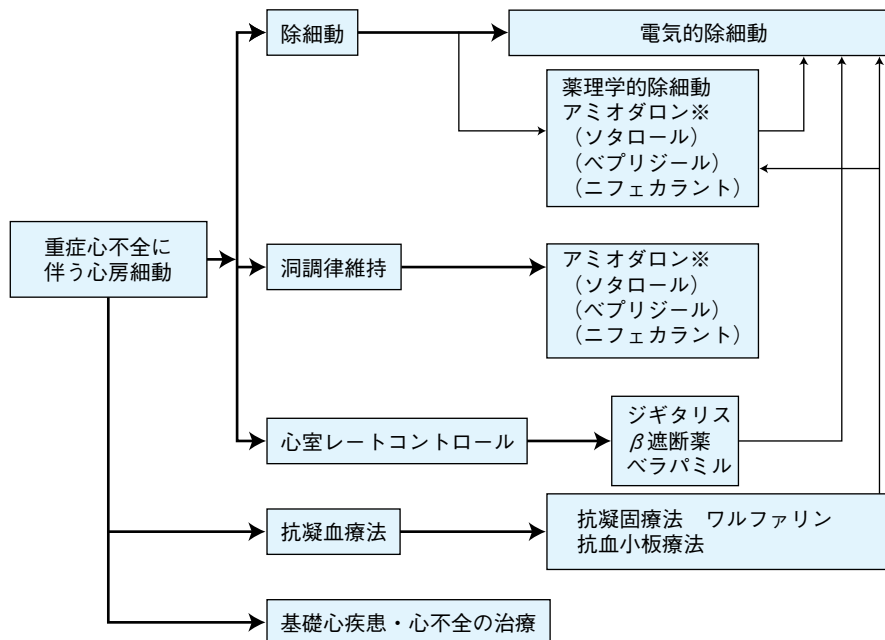 除細動
電気的除細動
薬理学的除細動
アミオダロン※
（ソタロール）
（ベプリジール）
（ニフェカラント）
重症心不全に
伴う心房細動
洞調律維持
アミオダロン※
（ソタロール）
（ベプリジール）
（ニフェカラント）
心室レートコントロール
ジギタリス
β遮断薬
ベラパミル
抗凝血療法
抗凝固療法　ワルファリン
抗血小板療法
基礎心疾患・心不全の治療